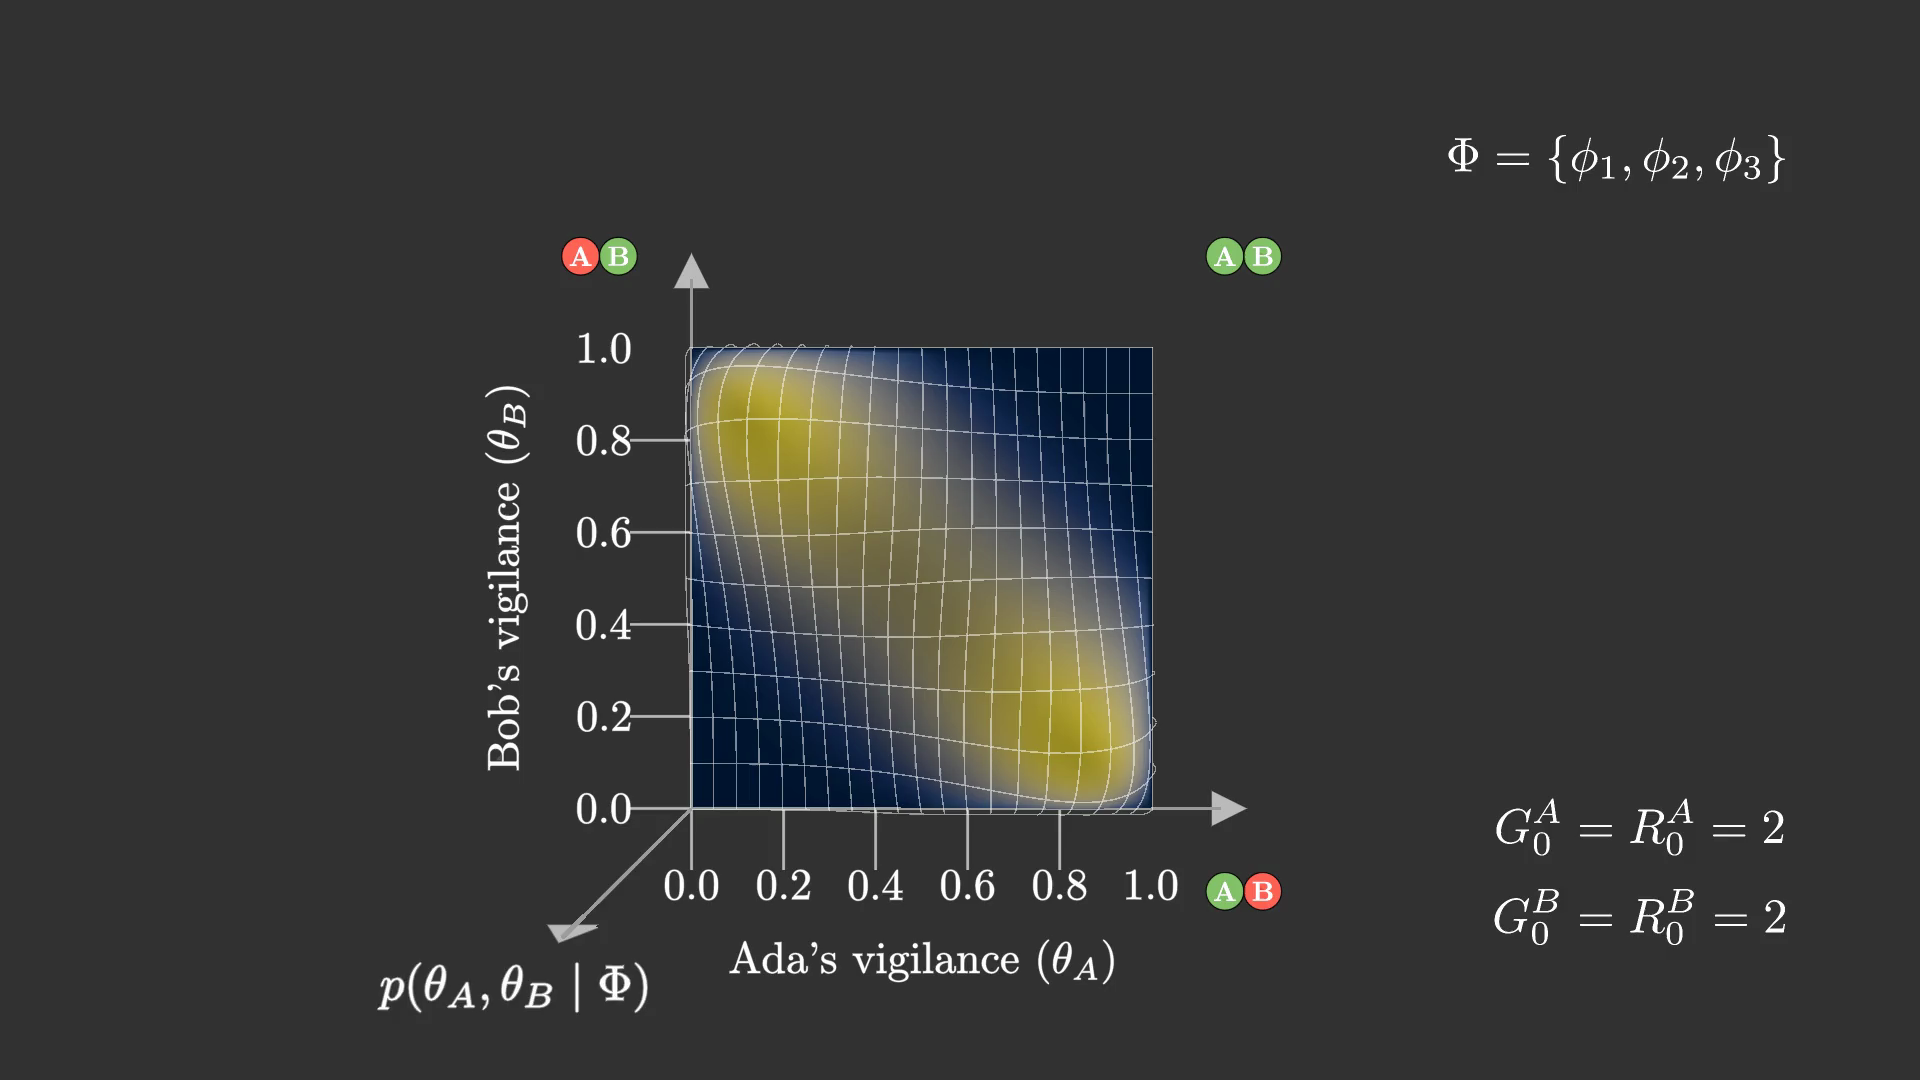 Φ = {ϕ₁, ϕ₂, ϕ₃}
A B
A B
1.0
0.8
0.6
0.4
0.2
0.0
Bob's vigilance (θ_B)
0.0 0.2 0.4 0.6 0.8 1.0
A B
Ada's vigilance (θ_A)
p(θ_A, θ_B | Φ)
G₀^A = R₀^A = 2
G₀^B = R₀^B = 2